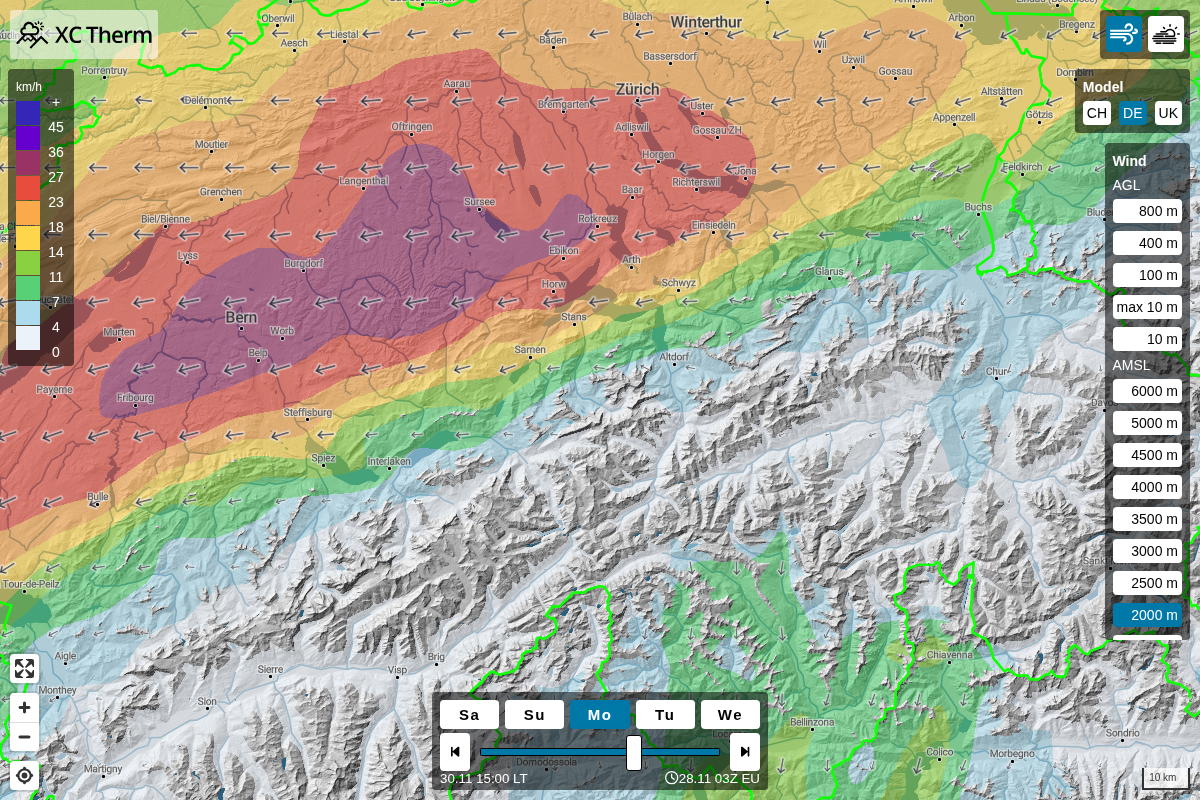 XC Therm
km/h
+
45
36
27
23
18
14
11
7
4
0
Model
CH DE UK
Wind
AGL
800 m
400 m
100 m
max 10 m
10 m
AMSL
6000 m
5000 m
4500 m
4000 m
3500 m
3000 m
2500 m
2000 m
Oberwil
Bülach
Winterthur
Arbon
Bregenz
Liestal
Aesch
Baden
Wil
Bassersdorf
Uzwil
Gossau
Porrentruy
Dornbirn
Aarau
Zürich
Altstätten
Delémont
Bremgarten
Uster
Götzis
Appenzell
Oftringen
Adliswil
Gossau ZH
Moutier
Horgen
Feldkirch
Langenthal
Richterswil
Jona
Grenchen
Baar
Sursee
Buchs
Biel/Bienne
Rotkreuz
Einsiedeln
Lyss
Burgdorf
Ebikon
Arth
Glarus
Horw
Schwyz
Bern
Stans
Murten
Worb
Belp
Sarnen
Altdorf
Chur
Payerne
Fribourg
Steffisburg
Spiez
Interlaken
Bulle
Tour-de-Peilz
Aigle
Brig
Chiavenna
Sierre
Visp
Monthey
Sion
Bellinzona
Sondrio
Colico
Morbegno
Domodossola
Martigny
Sa Su Mo Tu We
30.11 15:00 LT
28.11 03Z EU
10 km